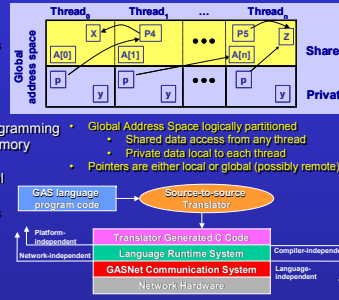 Thread0 Thread1 ... Threadn
Global address space
X P4 P5 Z
A[0] A[1] A[n]
Share
p p p
y y y
Privat
gramming
mory
Global Address Space logically partitioned
Shared data access from any thread
Private data local to each thread
Pointers are either local or global (possibly remote)
GAS language program code
Source-to-source Translator
Platform-independent
Network-independent
Translator Generated C Code
Language Runtime System
GASNet Communication System
Network Hardware
Compiler-independ
Language-independent